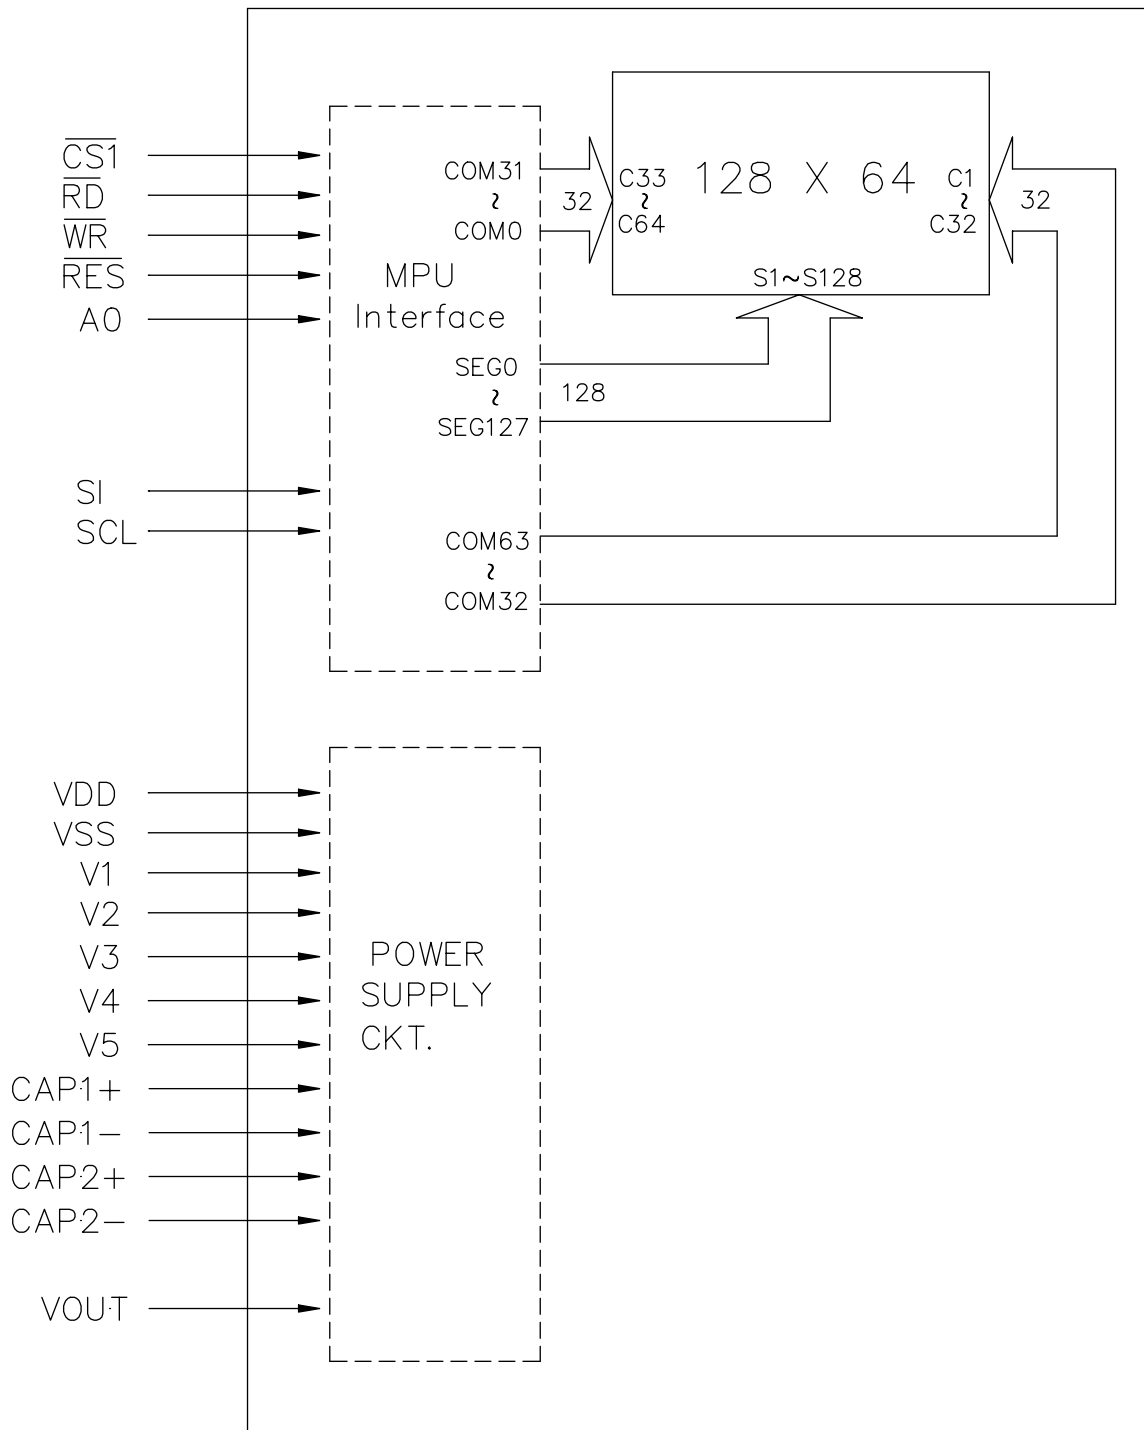 CS1
RD
WR
RES
A0
SI
SCL
COM31
~
COM0
MPU
Interface
SEG0
~
SEG127
COM63
~
COM32
32
128
C33
~
C64
128 X 64
C1
~
C32
S1~S128
32
VDD
VSS
V1
V2
V3
V4
V5
CAP1+
CAP1-
CAP2+
CAP2-
VOUT
POWER
SUPPLY
CKT.